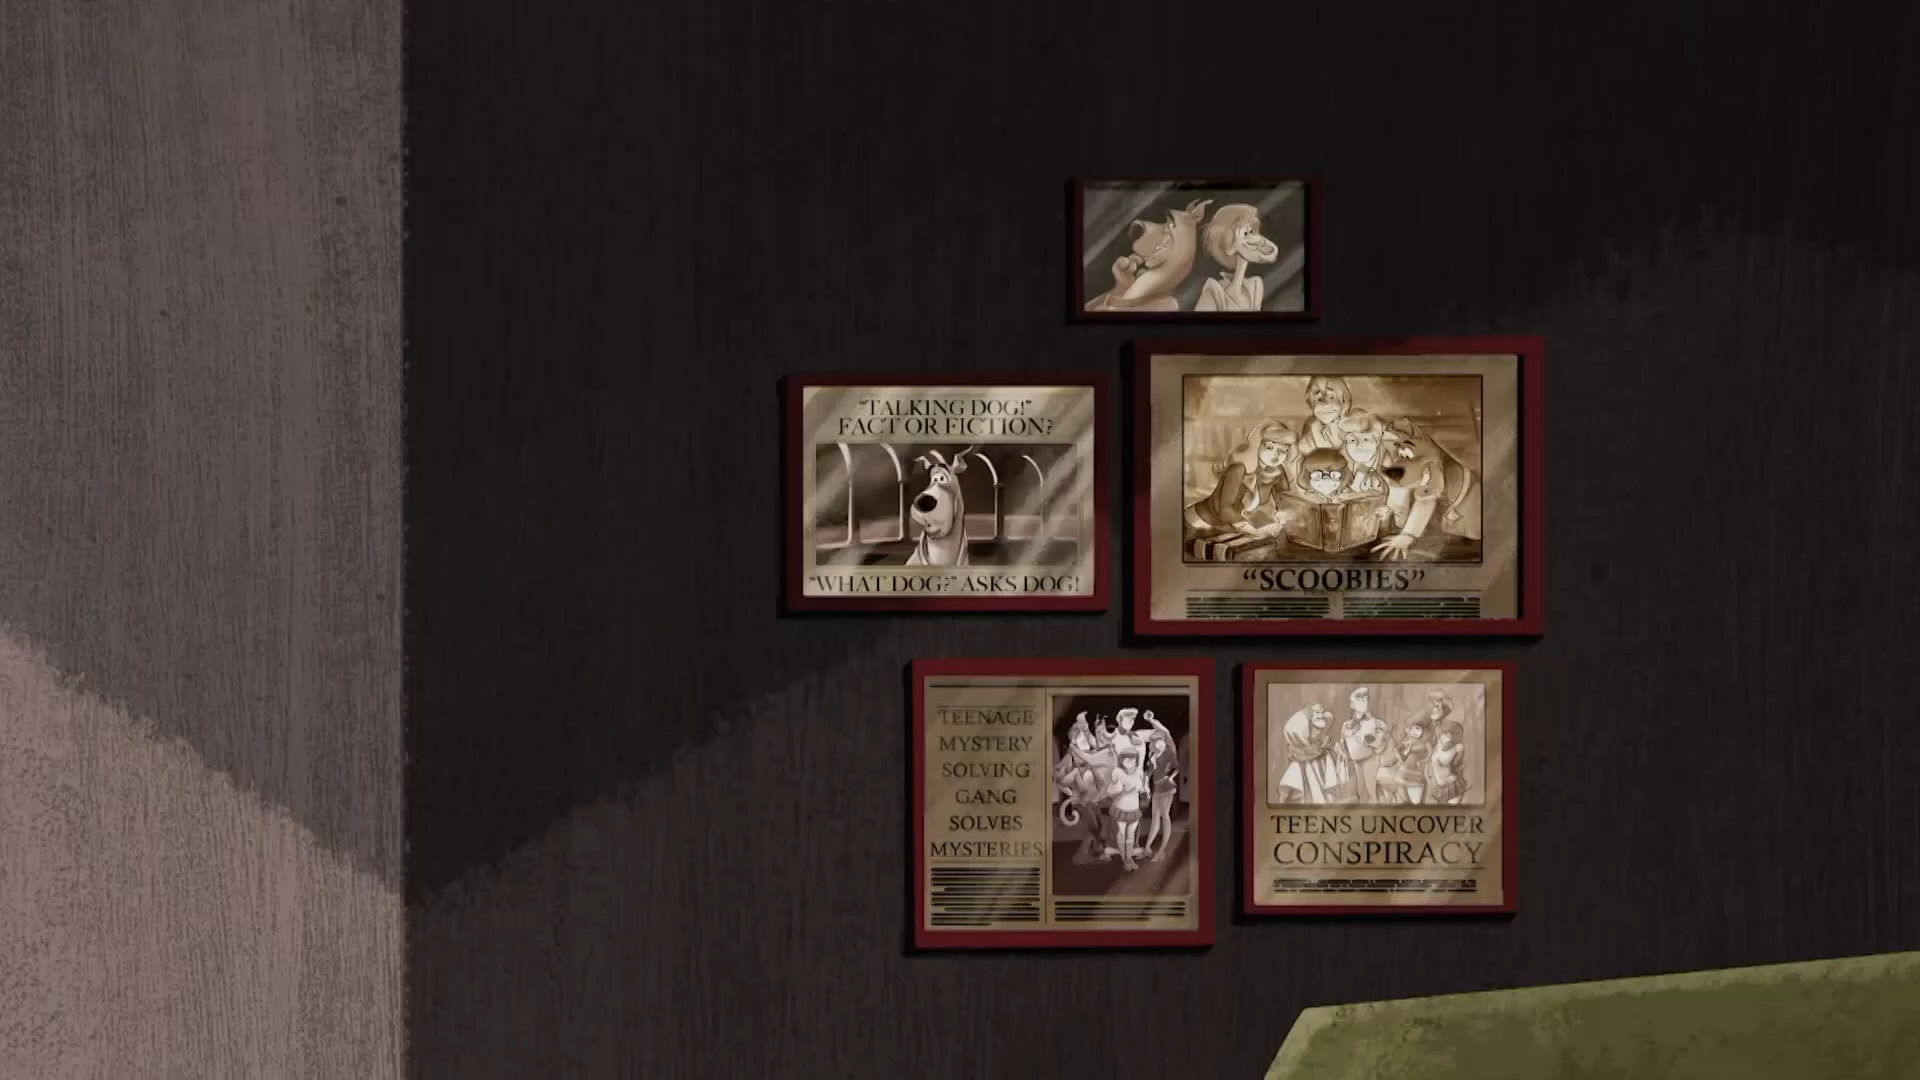 "TALKING DOG!"
FACT OR FICTION?
"WHAT DOG?" ASKS DOG!
"SCOOBIES"
TEENAGE
MYSTERY
SOLVING
GANG
SOLVES
MYSTERIES
TEENS UNCOVER
CONSPIRACY